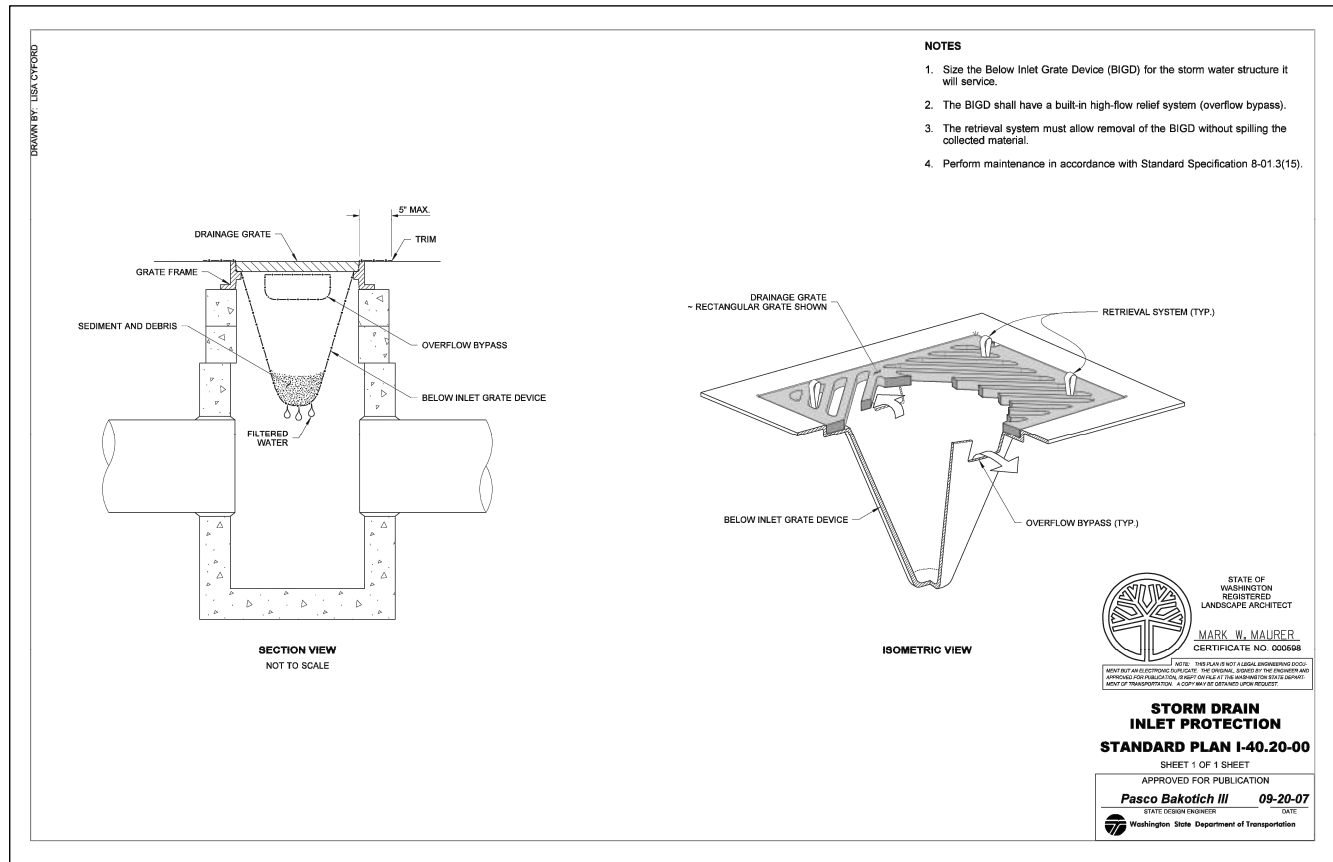 DRAWN BY: LISA CYFORD
NOTES
1. Size the Below Inlet Grate Device (BIGD) for the storm water structure it
will service.
2. The BIGD shall have a built-in high-flow relief system (overflow bypass).
3. The retrieval system must allow removal of the BIGD without spilling the
collected material.
4. Perform maintenance in accordance with Standard Specification 8-01.3(15).
5" MAX.
DRAINAGE GRATE
TRIM
GRATE FRAME
SEDIMENT AND DEBRIS
OVERFLOW BYPASS
BELOW INLET GRATE DEVICE
FILTERED
WATER
SECTION VIEW
NOT TO SCALE
DRAINAGE GRATE
~ RECTANGULAR GRATE SHOWN
RETRIEVAL SYSTEM (TYP.)
BELOW INLET GRATE DEVICE
OVERFLOW BYPASS (TYP.)
ISOMETRIC VIEW
STATE OF
WASHINGTON
REGISTERED
LANDSCAPE ARCHITECT
MARK W. MAURER
CERTIFICATE NO. 000598
NOTE: THIS PLAN IS NOT A LEGAL ENGINEERING DOCU-
MENT BUT AN ELECTRONIC DUPLICATE. THE ORIGINAL, SIGNED BY THE ENGINEER AND
APPROVED FOR PUBLICATION, IS KEPT ON FILE AT THE WASHINGTON STATE DEPART-
MENT OF TRANSPORTATION. A COPY MAY BE OBTAINED UPON REQUEST.
STORM DRAIN
INLET PROTECTION
STANDARD PLAN I-40.20-00
SHEET 1 OF 1 SHEET
APPROVED FOR PUBLICATION
Pasco Bakotich III 09-20-07
STATE DESIGN ENGINEER DATE
Washington State Department of Transportation